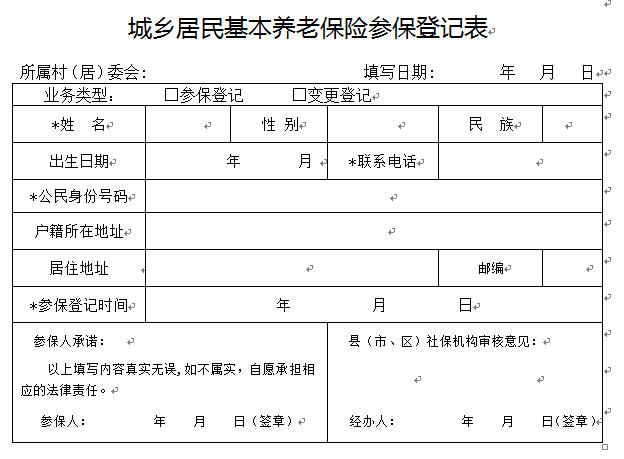 城乡居民基本养老保险参保登记表
所属村(居)委会: 填写日期: 年 月 日
业务类型: □参保登记 □变更登记
*姓 名 性 别 民 族
出生日期 年 月 *联系电话
*公民身份号码
户籍所在地址
居住地址 邮编
*参保登记时间 年 月 日
参保人承诺: 县(市、区)社保机构审核意见:
以上填写内容真实无误,如不属实,自愿承担相
应的法律责任。
参保人: 年 月 日(签章) 经办人: 年 月 日(签章)